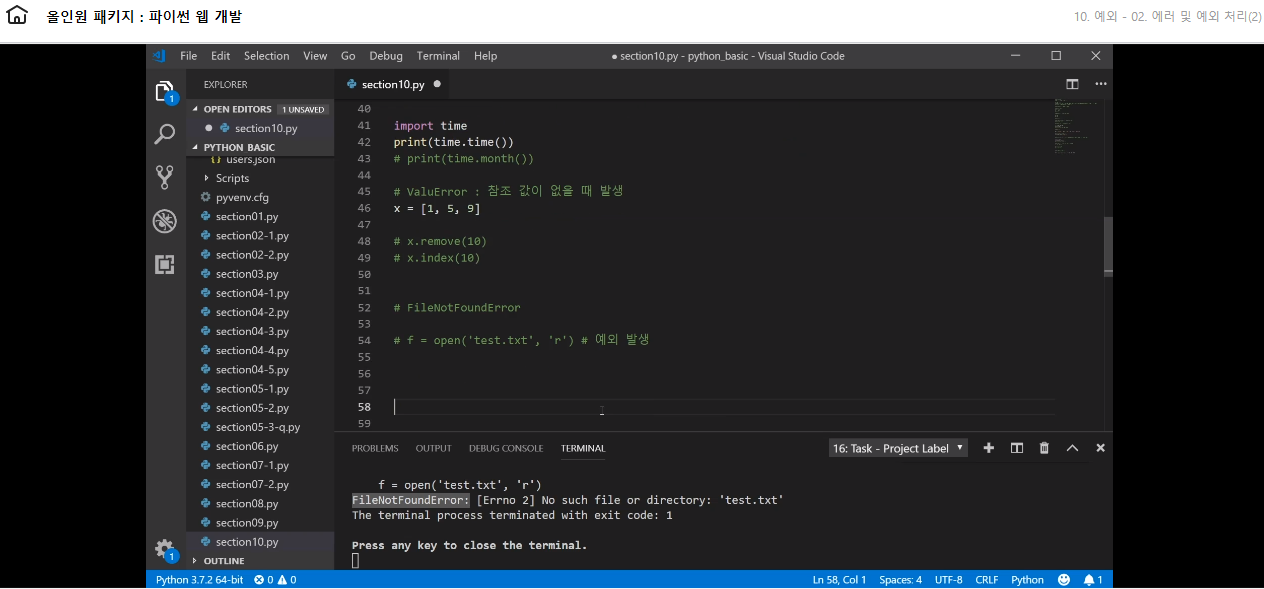 올인원 패키지 : 파이썬 웹 개발
10. 예외 - 02. 에러 및 예외 처리(2)
File Edit Selection View Go Debug Terminal Help
● section10.py - python_basic - Visual Studio Code
EXPLORER
OPEN EDITORS 1 UNSAVED
section10.py
PYTHON BASIC
users.json
Scripts
pyvenv.cfg
section01.py
section02-1.py
section02-2.py
section03.py
section04-1.py
section04-2.py
section04-3.py
section04-4.py
section04-5.py
section05-1.py
section05-2.py
section05-3-q.py
section06.py
section07-1.py
section07-2.py
section08.py
section09.py
section10.py
OUTLINE
1
1
section10.py
40
41 import time
42 print(time.time())
43 # print(time.month())
44
45 # ValuError : 참조 값이 없을 때 발생
46 x = [1, 5, 9]
47
48 # x.remove(10)
49 # x.index(10)
50
51
52 # FileNotFoundError
53
54 # f = open('test.txt', 'r') # 예외 발생
55
56
57
58
59
PROBLEMS OUTPUT DEBUG CONSOLE TERMINAL
16: Task - Project Label
f = open('test.txt', 'r')
FileNotFoundError: [Errno 2] No such file or directory: 'test.txt'
The terminal process terminated with exit code: 1
Press any key to close the terminal.
Python 3.7.2 64-bit 0 0
Ln 58, Col 1 Spaces: 4 UTF-8 CRLF Python 1